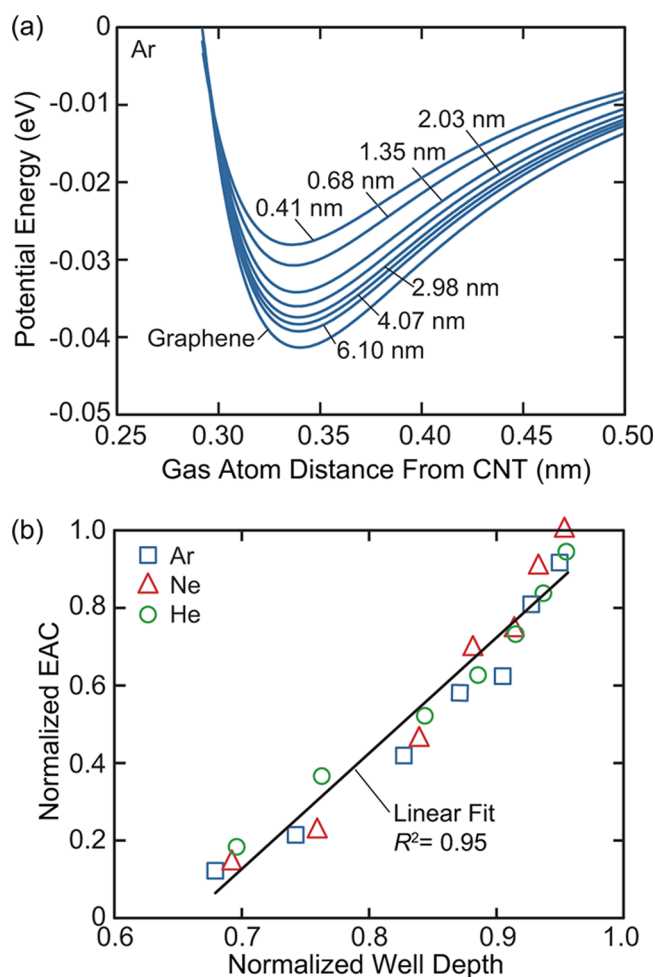 (a)
Ar
0
-0.01
-0.02
-0.03
-0.04
-0.05
Potential Energy (eV)
2.03 nm
1.35 nm
0.68 nm
0.41 nm
2.98 nm
4.07 nm
6.10 nm
Graphene
0.25 0.30 0.35 0.40 0.45 0.50
Gas Atom Distance From CNT (nm)
(b)
1.0
0.8
0.6
0.4
0.2
0
Normalized EAC
Ar
Ne
He
Linear Fit
R²= 0.95
0.6 0.7 0.8 0.9 1.0
Normalized Well Depth